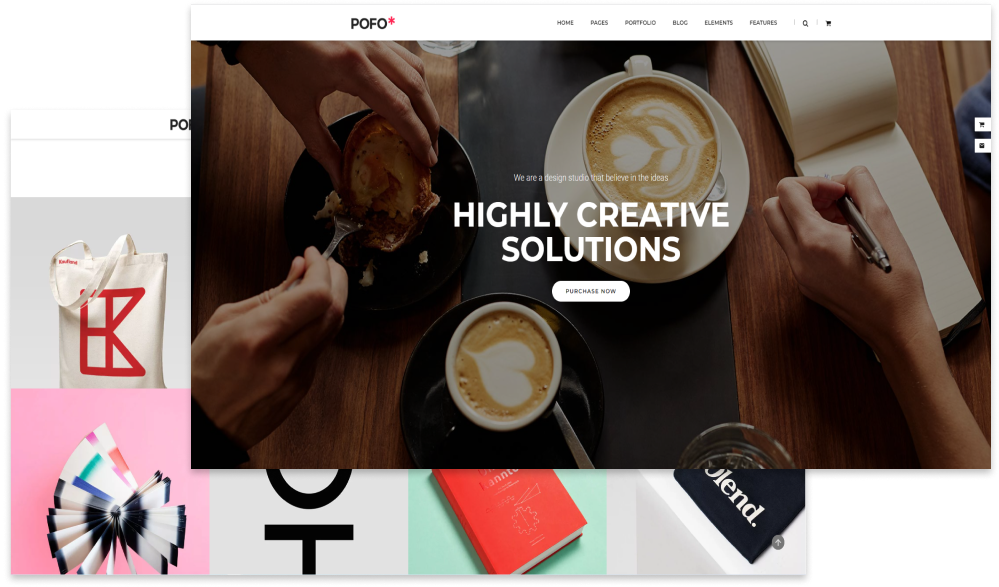 POFO*
HOME PAGES PORTFOLIO BLOG ELEMENTS FEATURES
We are a design studio that believe in the ideas
HIGHLY CREATIVE
SOLUTIONS
PURCHASE NOW
Kaufland
blend.